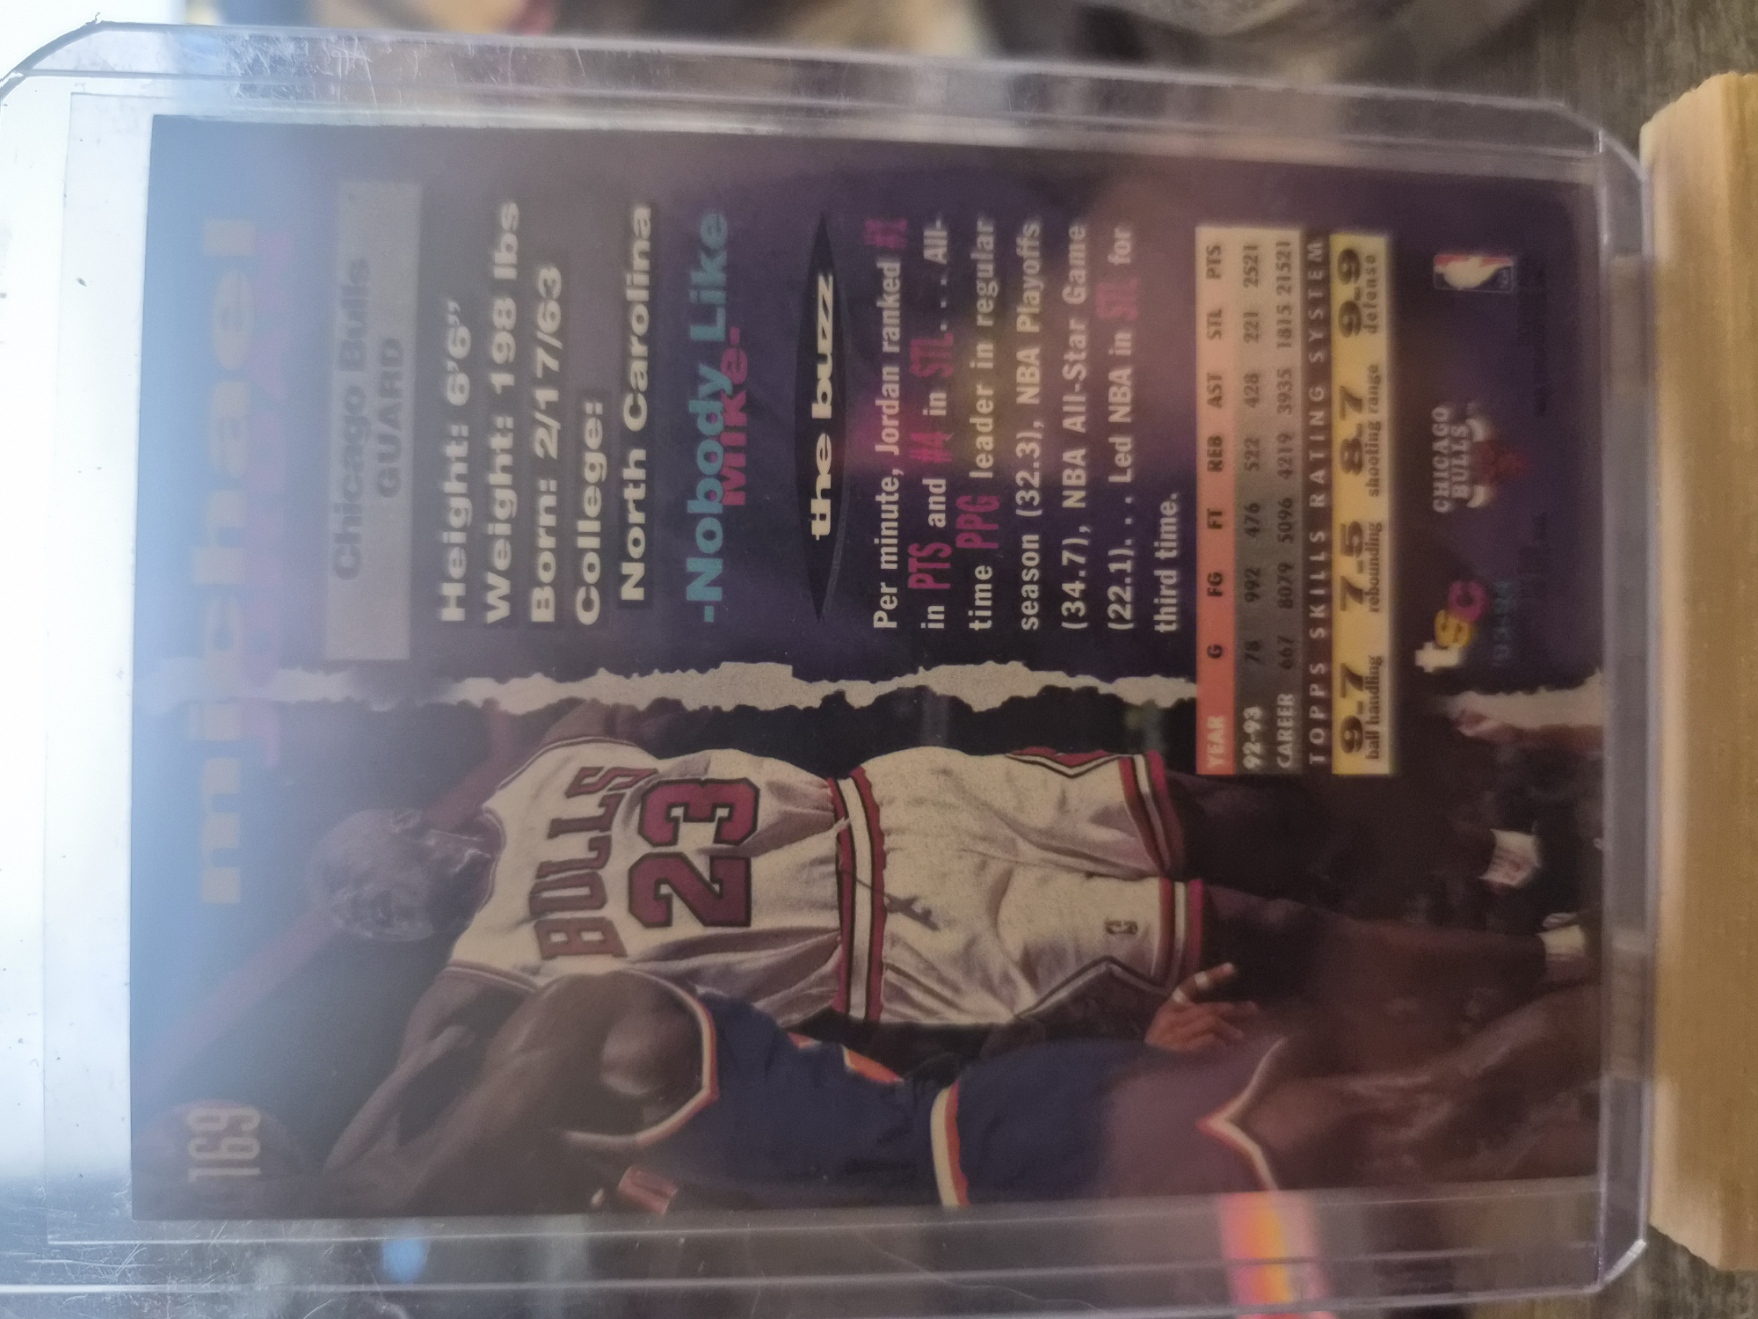 169
michael
Chicago Bulls
GUARD
Height: 6'6"
Weight: 198 lbs
Born: 2/17/63
College:
North Carolina
-Nobody Like
Mike-
the buzz
Per minute, Jordan ranked #1
in PTS and #4 in STL. . . All-
time PPG leader in regular
season (32.3), NBA Playoffs
(34.7), NBA All-Star Game
(22.1). . . Led NBA in STL for
third time.
YEAR G FG FT REB AST STL PTS
92-93 78 992 476 522 428 221 2521
CAREER 667 8079 5096 4219 3935 1815 21521
TOPPS SKILLS RATING SYSTEM
9.7 7.5 8.7 9.9
ball handling rebounding shooting range defense
BULLS
23
tsc
CHICAGO
BULLS